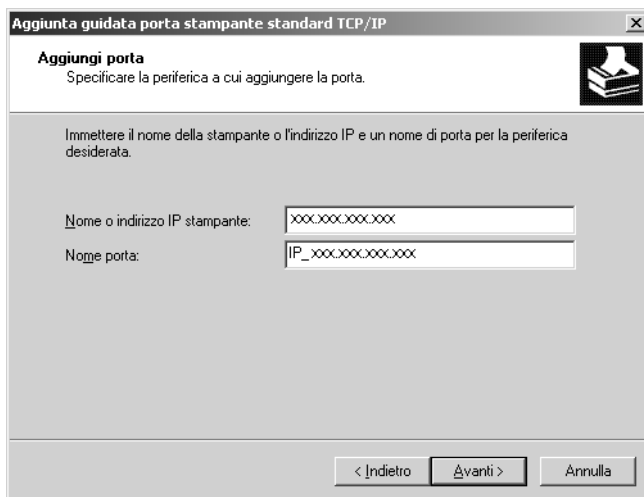 Aggiunta guidata porta stampante standard TCP/IP
Aggiungi porta
Specificare la periferica a cui aggiungere la porta.
Immettere il nome della stampante o l'indirizzo IP e un nome di porta per la periferica
desiderata.
Nome o indirizzo IP stampante: xxx.xxx.xxx.xxx
Nome porta: IP_xxx.xxx.xxx.xxx
< Indietro Avanti > Annulla